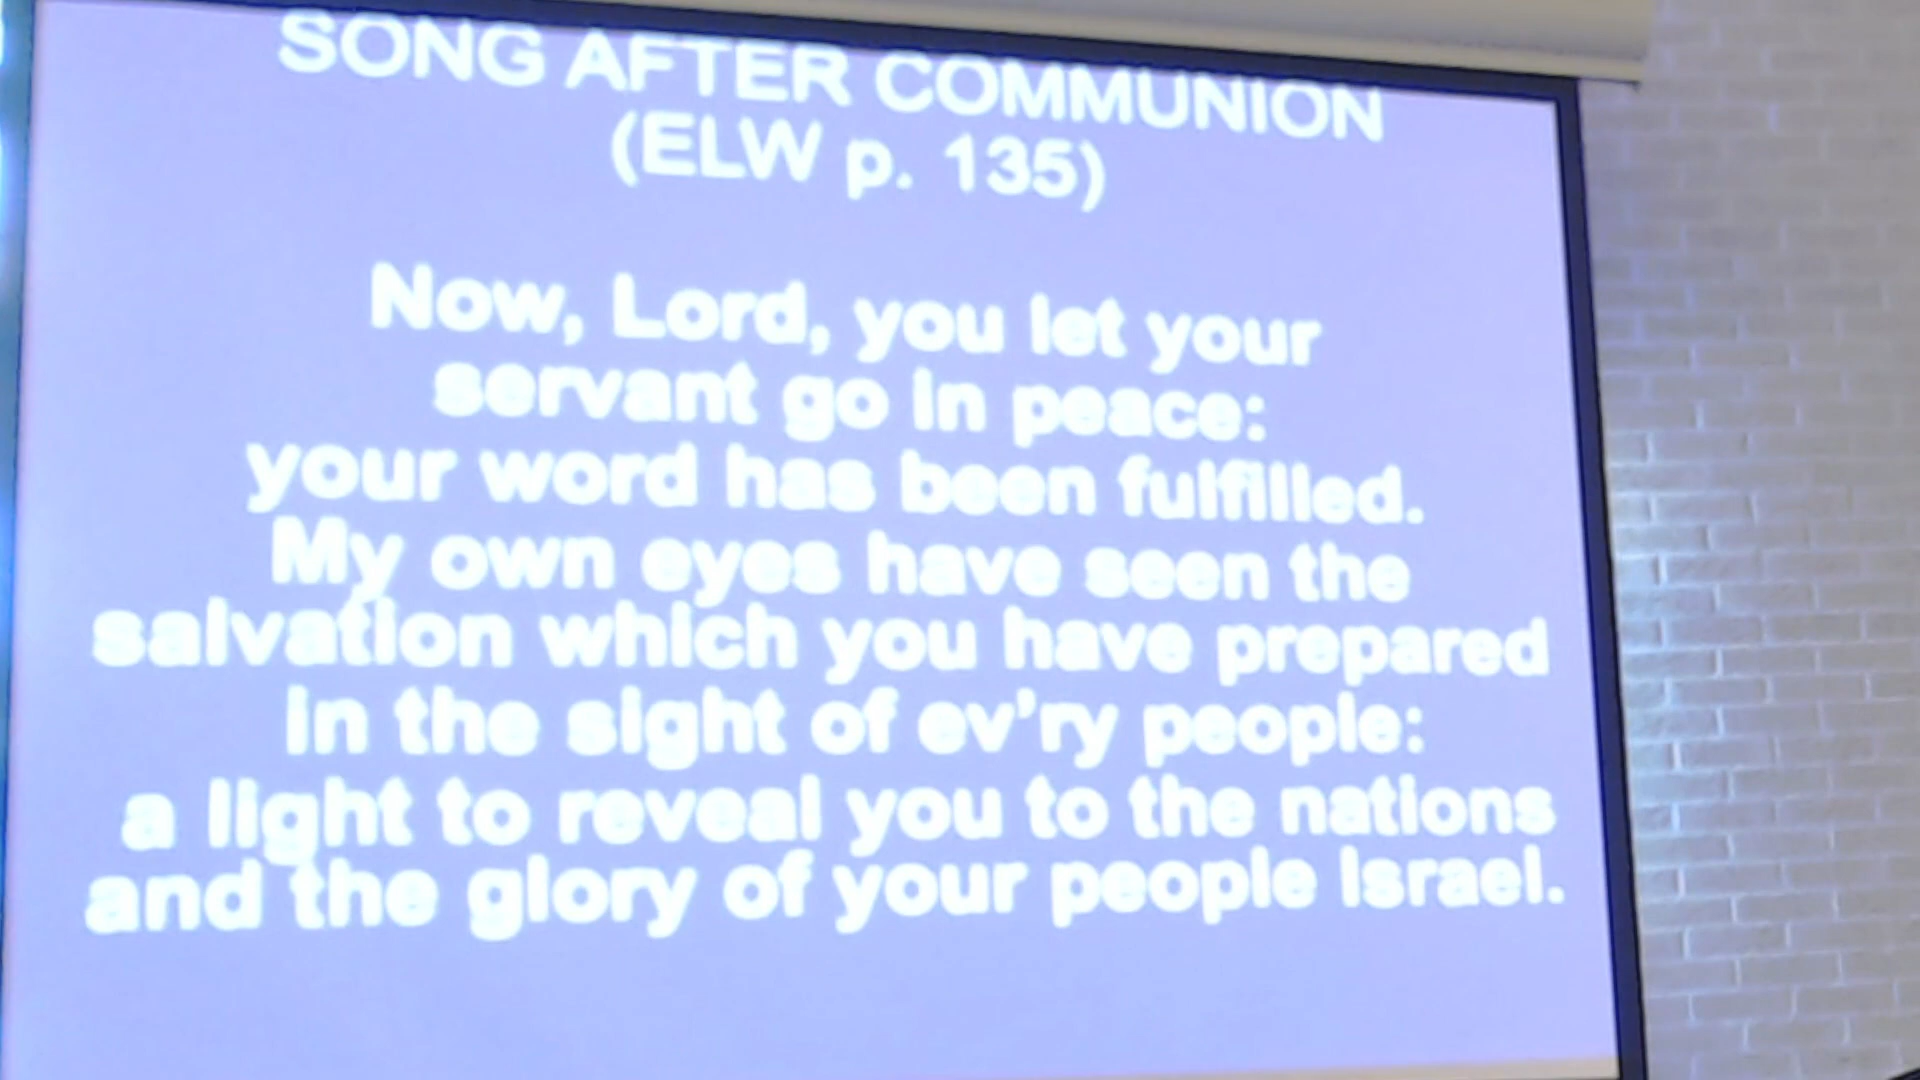 SONG AFTER COMMUNION
(ELW p. 135)
Now, Lord, you let your
servant go in peace:
your word has been fulfilled.
My own eyes have seen the
salvation which you have prepared
in the sight of ev'ry people:
a light to reveal you to the nations
and the glory of your people Israel.